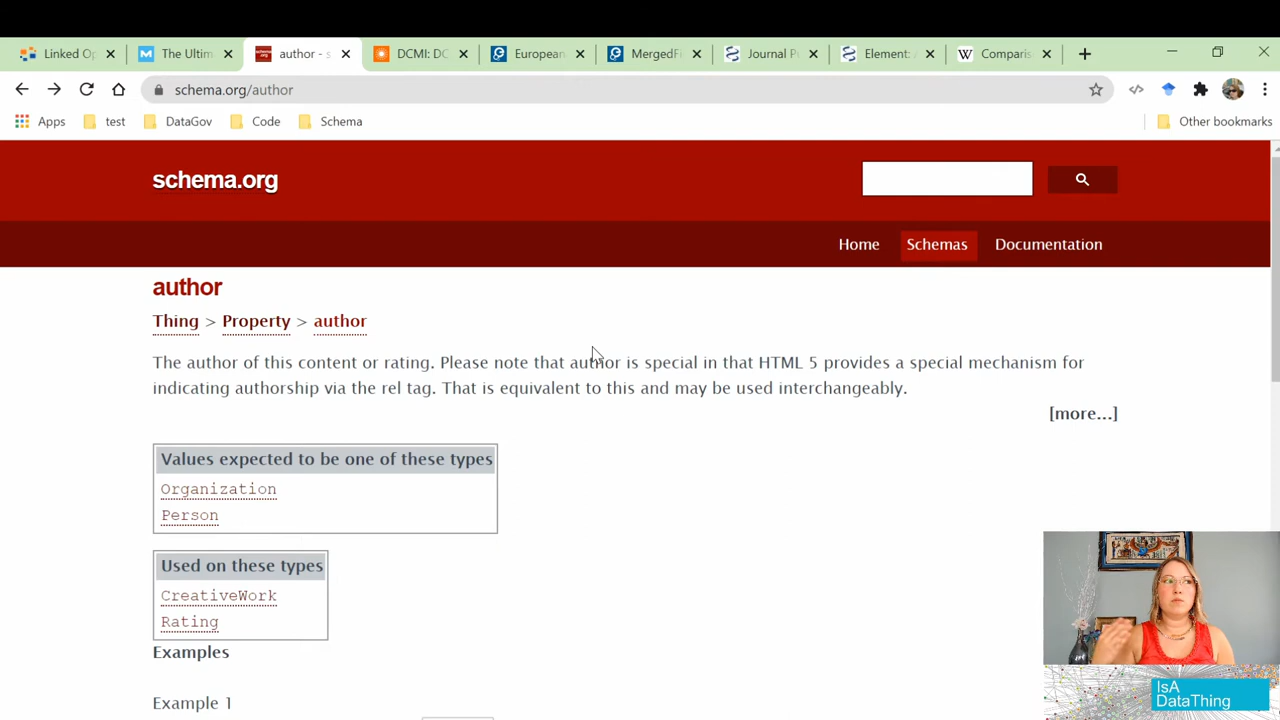 Linked Op
The Ultim
author - s
DCMI: DC
European
MergedFi
Journal P
Element: 
Comparis
schema.org/author
Apps
test
DataGov
Code
Schema
Other bookmarks
schema.org
Home
Schemas
Documentation
author
Thing > Property > author
The author of this content or rating. Please note that author is special in that HTML 5 provides a special mechanism for
indicating authorship via the rel tag. That is equivalent to this and may be used interchangeably.
[more...]
Values expected to be one of these types
Organization
Person
Used on these types
CreativeWork
Rating
Examples
Example 1
IsA
DataThing